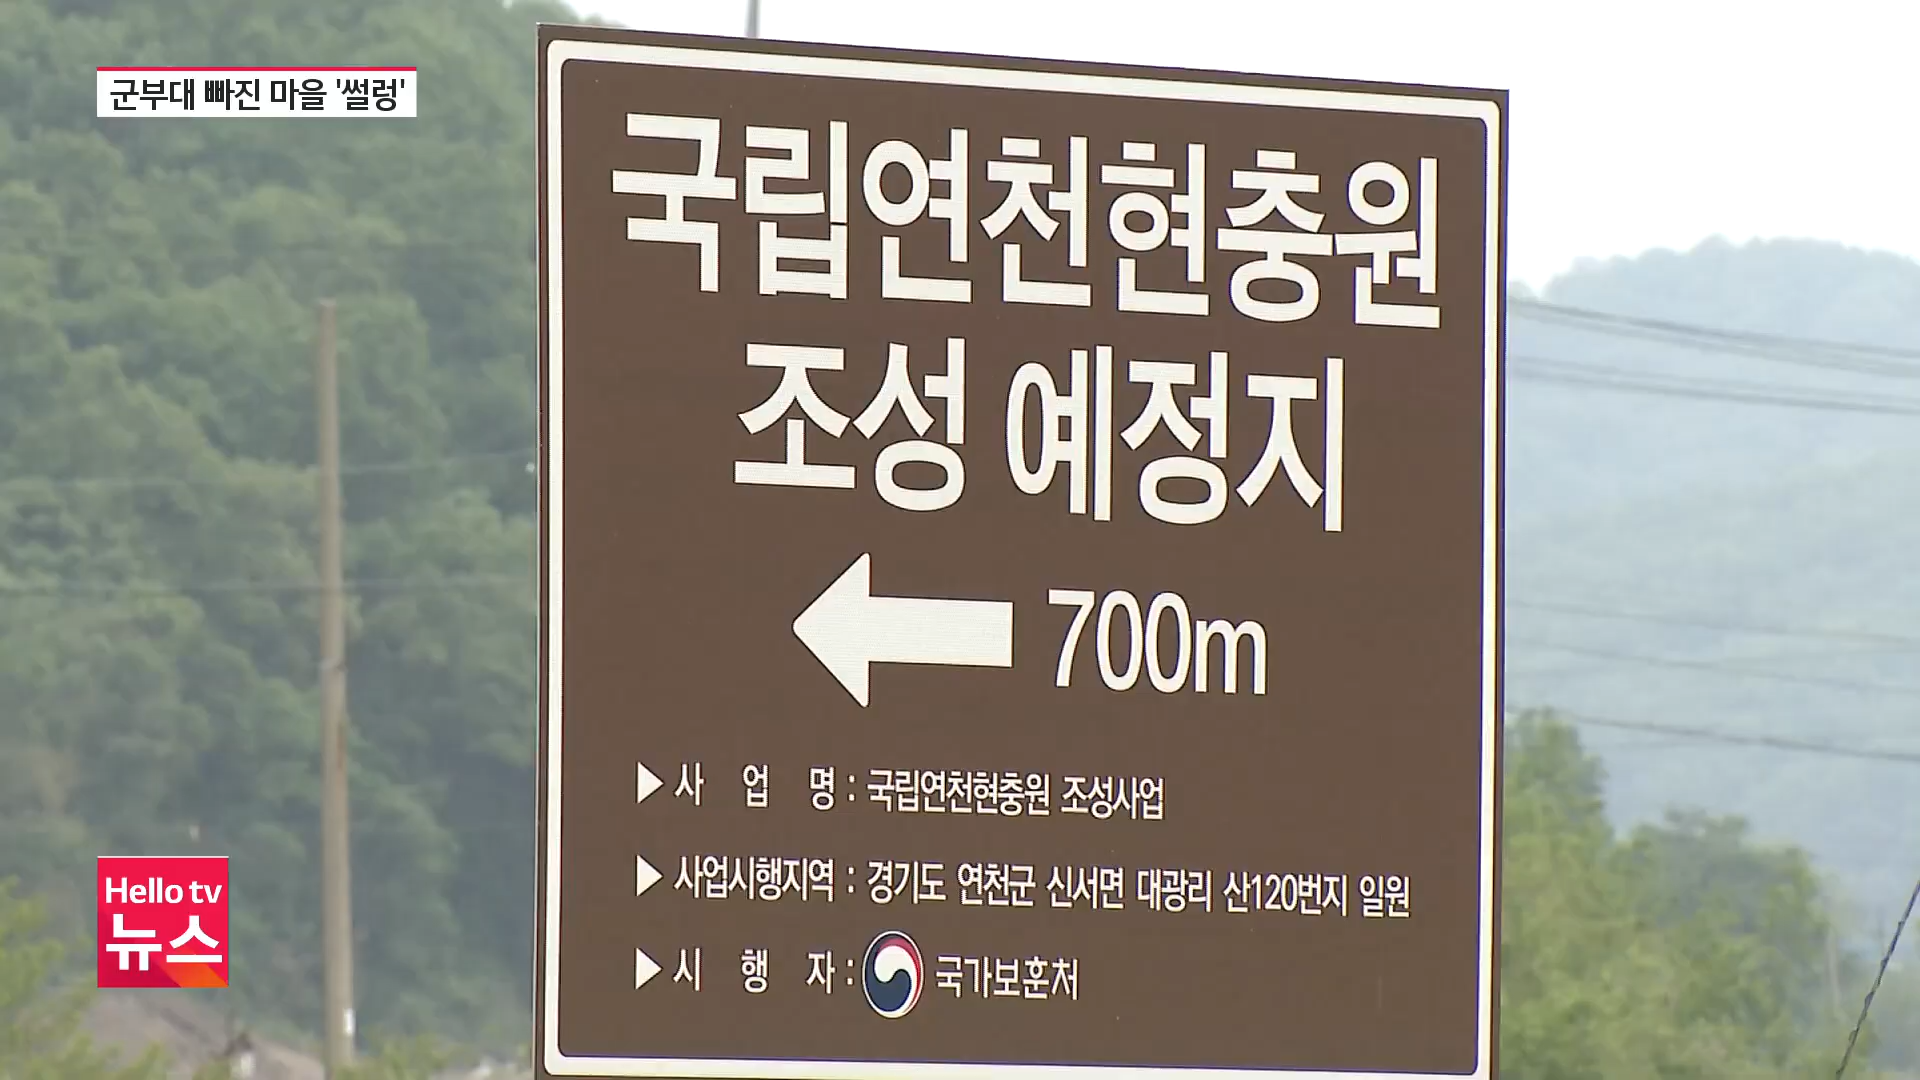 군부대 빠진 마을 '썰렁'
국립연천현충원
조성 예정지
700m
▶사 업 명 : 국립연천현충원 조성사업
▶사업시행지역 : 경기도 연천군 신서면 대광리 산120번지 일원
▶시 행 자 : 국가보훈처
Hello tv
뉴스